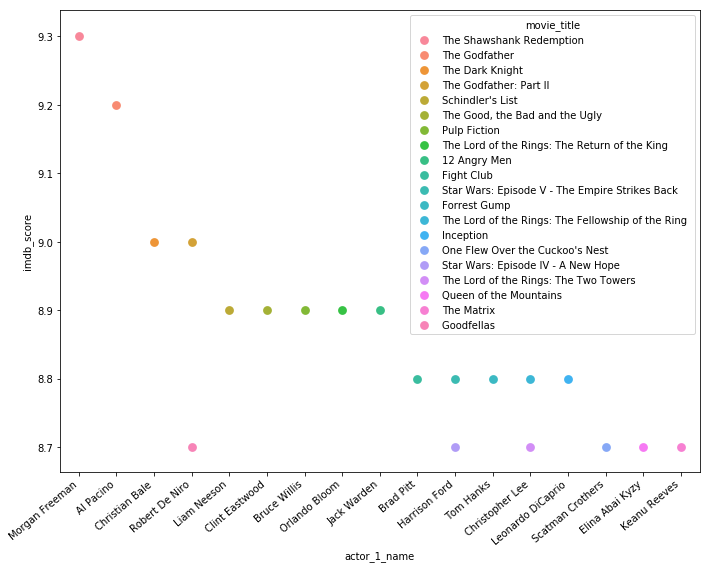 movie_title
The Shawshank Redemption
The Godfather
The Dark Knight
The Godfather: Part II
Schindler's List
The Good, the Bad and the Ugly
Pulp Fiction
The Lord of the Rings: The Return of the King
12 Angry Men
Fight Club
Star Wars: Episode V - The Empire Strikes Back
Forrest Gump
The Lord of the Rings: The Fellowship of the Ring
Inception
One Flew Over the Cuckoo's Nest
Star Wars: Episode IV - A New Hope
The Lord of the Rings: The Two Towers
Queen of the Mountains
The Matrix
Goodfellas
9.3
9.2
9.1
9.0
8.9
8.8
8.7
imdb_score
Morgan Freeman
Al Pacino
Christian Bale
Robert De Niro
Liam Neeson
Clint Eastwood
Bruce Willis
Orlando Bloom
Jack Warden
Brad Pitt
Harrison Ford
Tom Hanks
Christopher Lee
Leonardo DiCaprio
Scatman Crothers
Elina Abai Kyzy
Keanu Reeves
actor_1_name